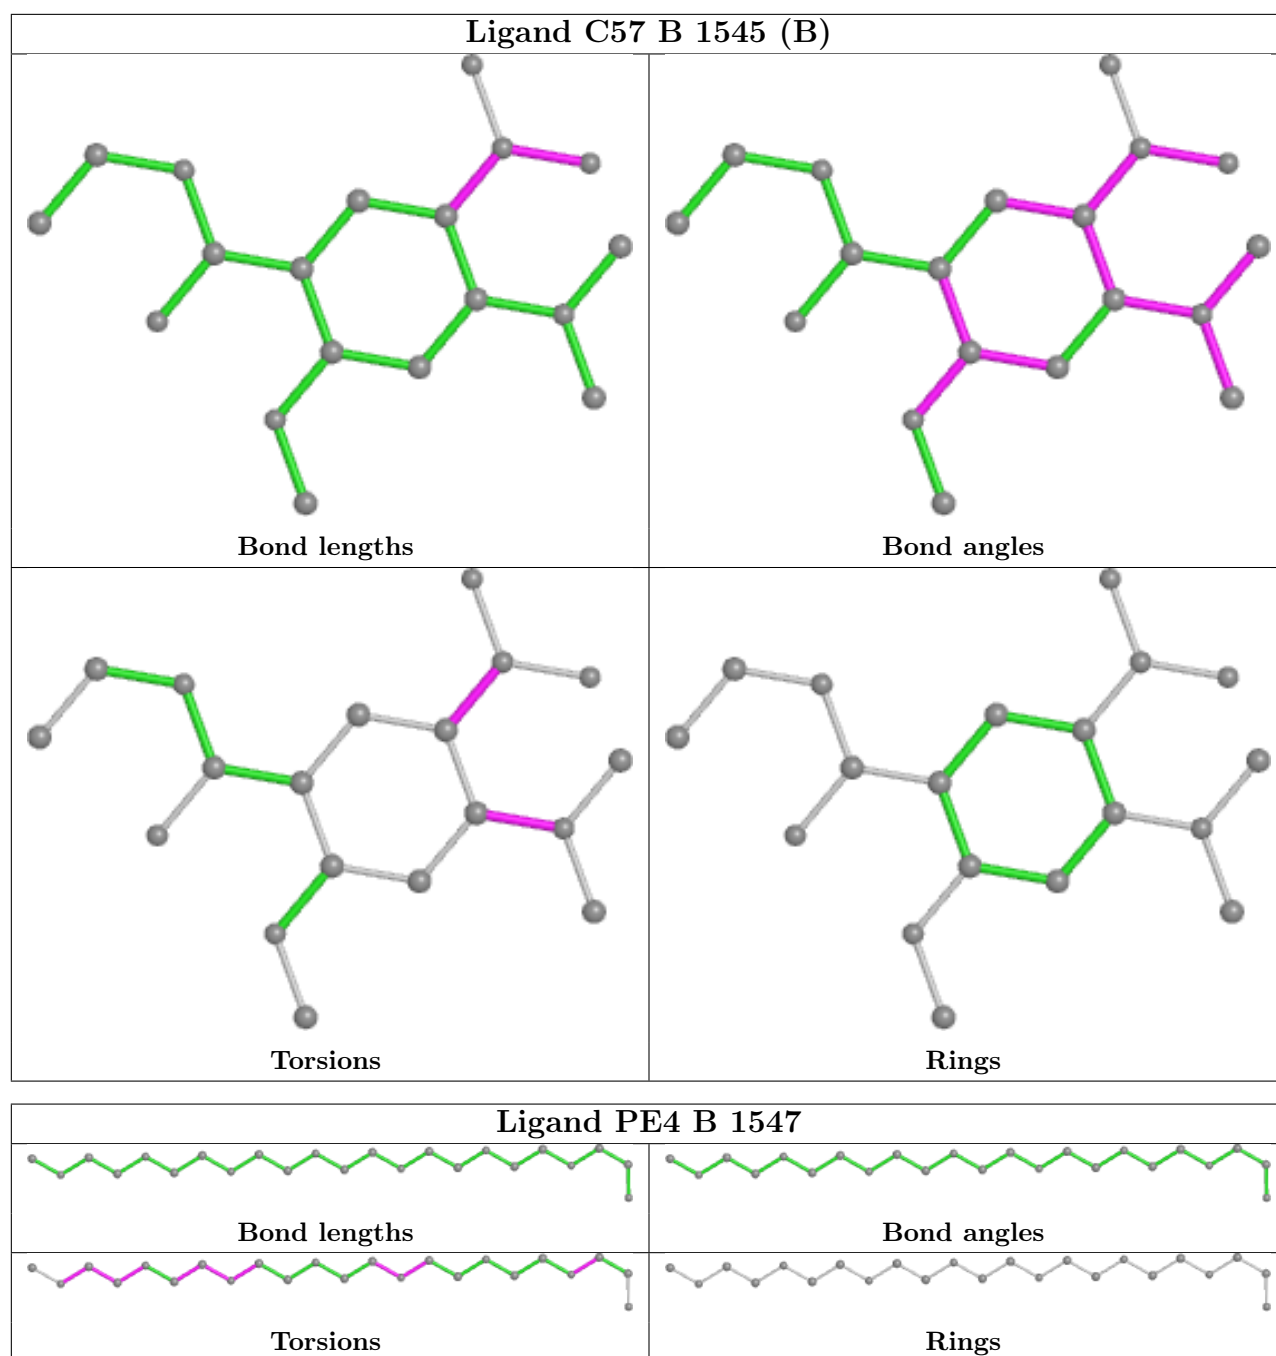 Ligand C57 B 1545 (B)
Bond lengths
Bond angles
Torsions
Rings
Ligand PE4 B 1547
Bond lengths
Bond angles
Torsions
Rings